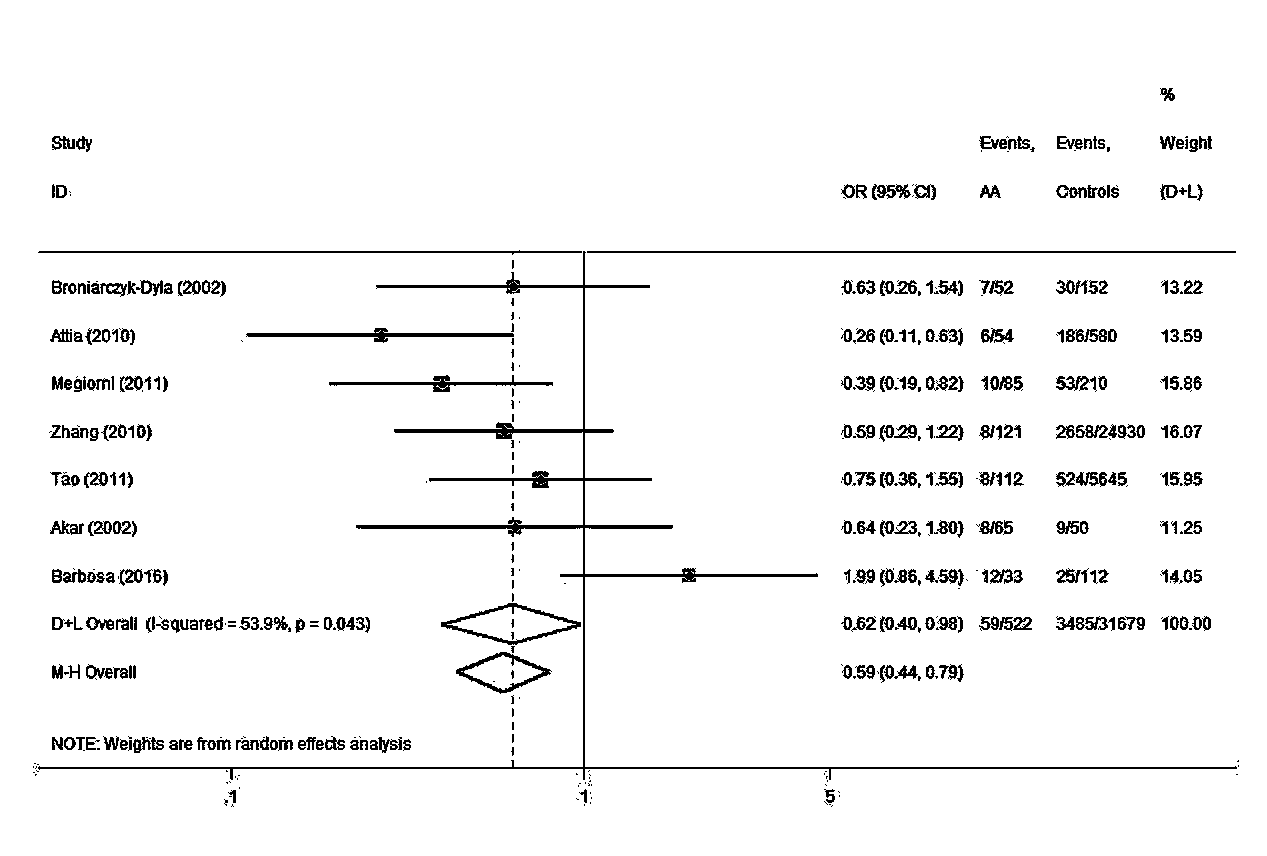 %
Study Events, Events, Weight
ID OR (95% CI) AA Controls (D+L)
Broniarczyk-Dyla (2002) 0.63 (0.26, 1.54) 7/52 30/152 13.22
Attia (2010) 0.26 (0.11, 0.63) 6/54 186/580 13.59
Megiorni (2011) 0.39 (0.19, 0.82) 10/85 53/210 15.86
Zhang (2010) 0.59 (0.29, 1.22) 8/121 2658/24930 16.07
Tao (2011) 0.75 (0.36, 1.55) 8/112 524/5645 15.95
Akar (2002) 0.64 (0.23, 1.80) 8/65 9/50 11.25
Barbosa (2016) 1.99 (0.86, 4.59) 12/33 25/112 14.05
D+L Overall (I-squared = 53.9%, p = 0.043) 0.62 (0.40, 0.98) 59/522 3485/31679 100.00
M-H Overall 0.59 (0.44, 0.79)
NOTE: Weights are from random effects analysis
.1 1 5